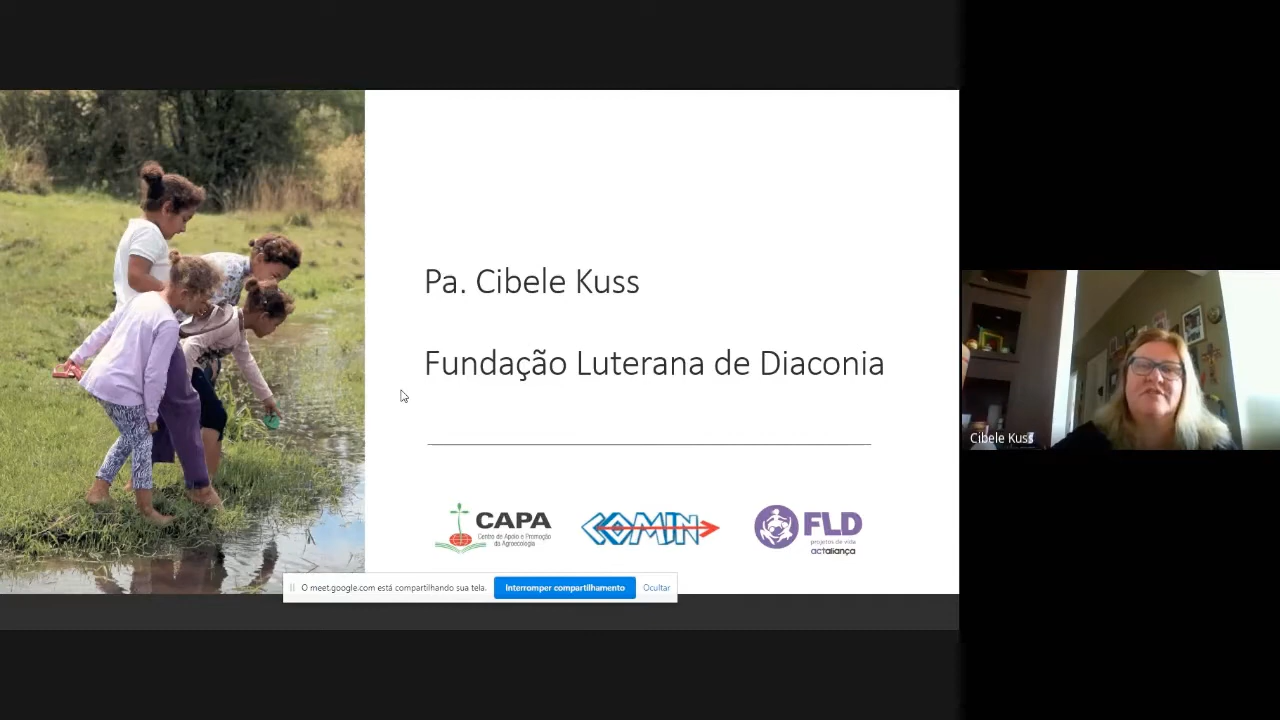 Pa. Cibele Kuss
Fundação Luterana de Diaconia
CAPA
Centro de Apoio e Promoção
da Agroecologia
COMIN
FLD
projetos de vida
actaliança
Cibele Kuss
O meet.google.com está compartilhando sua tela.
Interromper compartilhamento
Ocultar